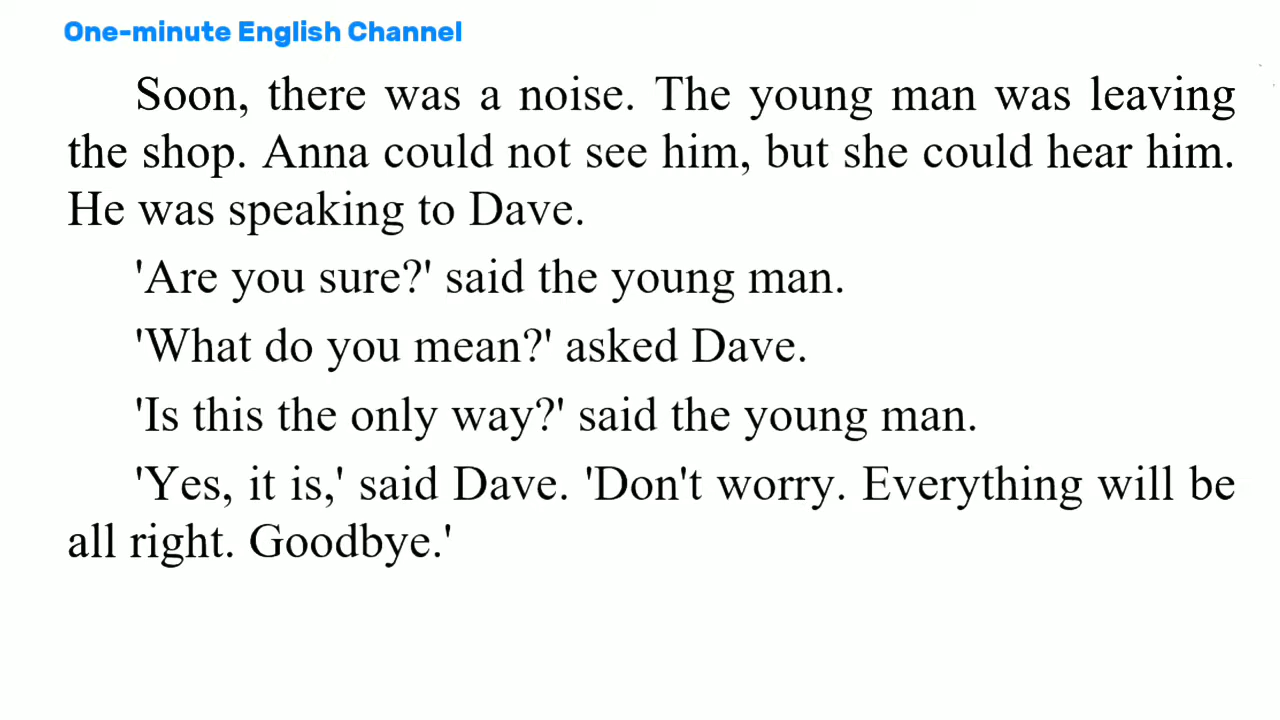 One-minute English Channel
Soon, there was a noise. The young man was leaving
the shop. Anna could not see him, but she could hear him.
He was speaking to Dave.
'Are you sure?' said the young man.
'What do you mean?' asked Dave.
'Is this the only way?' said the young man.
'Yes, it is,' said Dave. 'Don't worry. Everything will be
all right. Goodbye.'